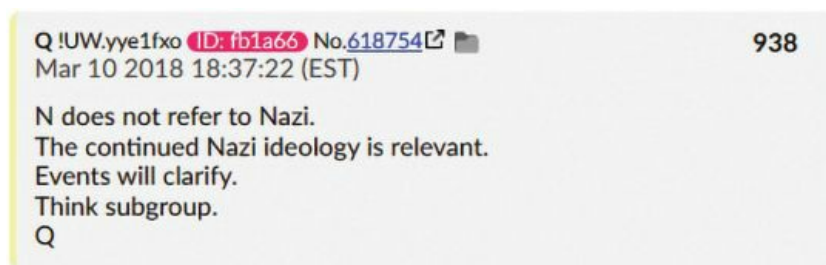 Q !UW.yye1fxo ID: fb1a66 No.618754 938
Mar 10 2018 18:37:22 (EST)
N does not refer to Nazi.
The continued Nazi ideology is relevant.
Events will clarify.
Think subgroup.
Q